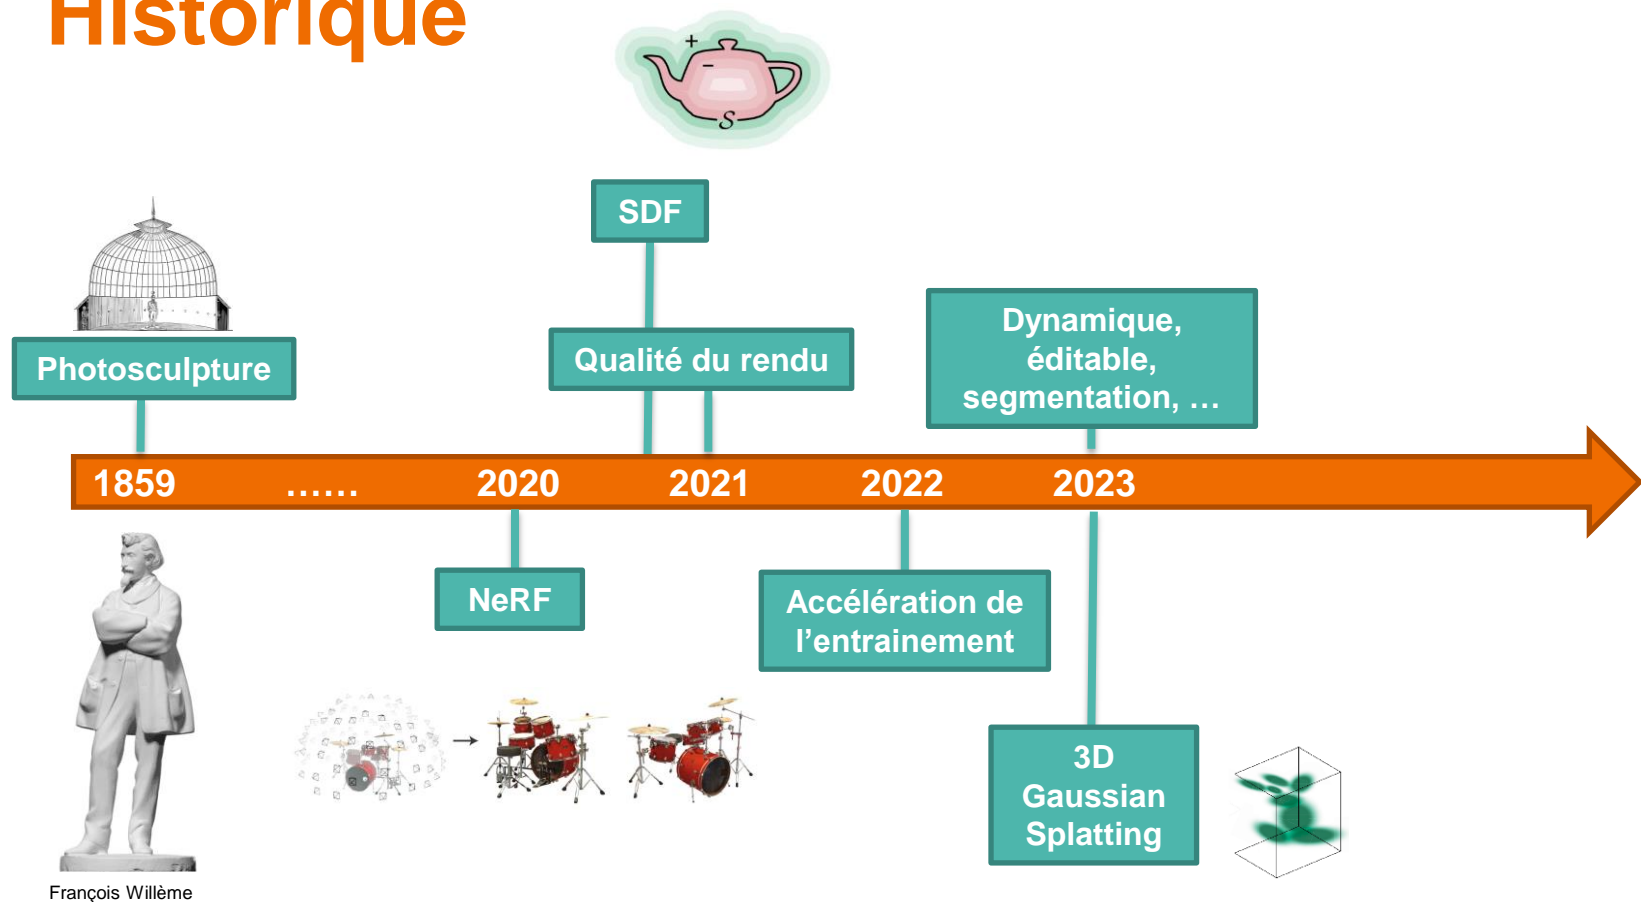 Historique
+
−
S
SDF
Photosculpture
Qualité du rendu
Dynamique,
éditable,
segmentation, …
1859
……
2020
2021
2022
2023
NeRF
Accélération de
l’entrainement
3D
Gaussian
Splatting
François Willème